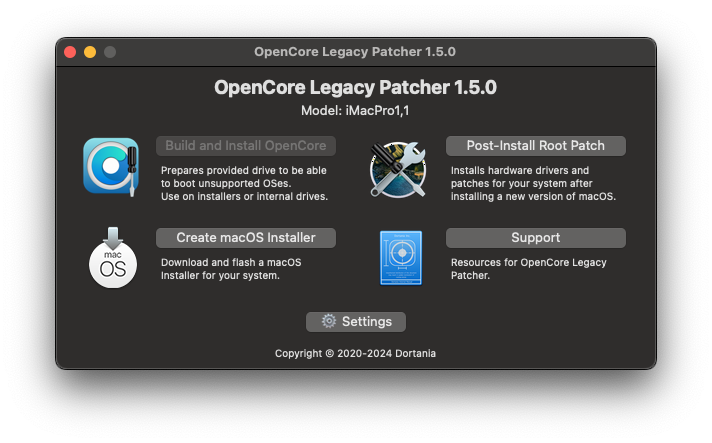 OpenCore Legacy Patcher 1.5.0
OpenCore Legacy Patcher 1.5.0
Model: iMacPro1,1
Build and Install OpenCore
Prepares provided drive to be able
to boot unsupported OSes.
Use on installers or internal drives.
Post-Install Root Patch
Installs hardware drivers and
patches for your system after
installing a new version of macOS.
mac
OS
Create macOS Installer
Download and flash a macOS
Installer for your system.
Support
Resources for OpenCore Legacy
Patcher.
Settings
Copyright © 2020-2024 Dortania